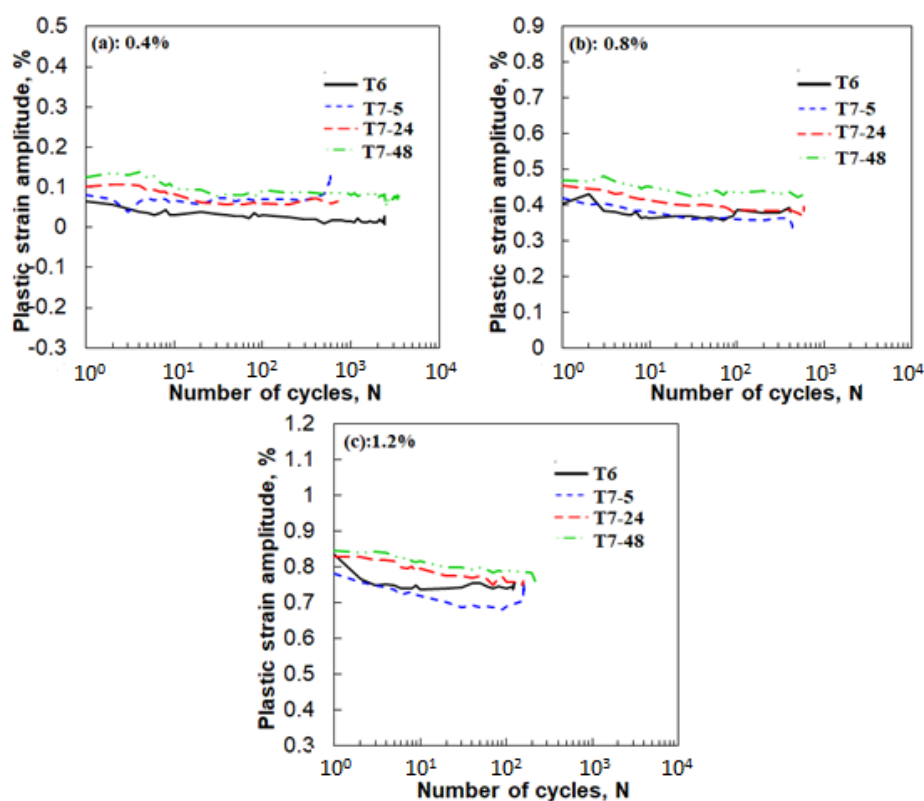 (a): 0.4%
T6
T7-5
T7-24
T7-48
Plastic strain amplitude, %
0.5
0.4
0.3
0.2
0.1
0
-0.1
-0.2
-0.3
10^0 10^1 10^2 10^3 10^4
Number of cycles, N
(b): 0.8%
T6
T7-5
T7-24
T7-48
Plastic strain amplitude, %
0.9
0.8
0.7
0.6
0.5
0.4
0.3
0.2
0.1
0
10^0 10^1 10^2 10^3 10^4
Number of cycles, N
(c):1.2%
T6
T7-5
T7-24
T7-48
Plastic strain amplitude, %
1.2
1.1
1
0.9
0.8
0.7
0.6
0.5
0.4
0.3
10^0 10^1 10^2 10^3 10^4
Number of cycles, N